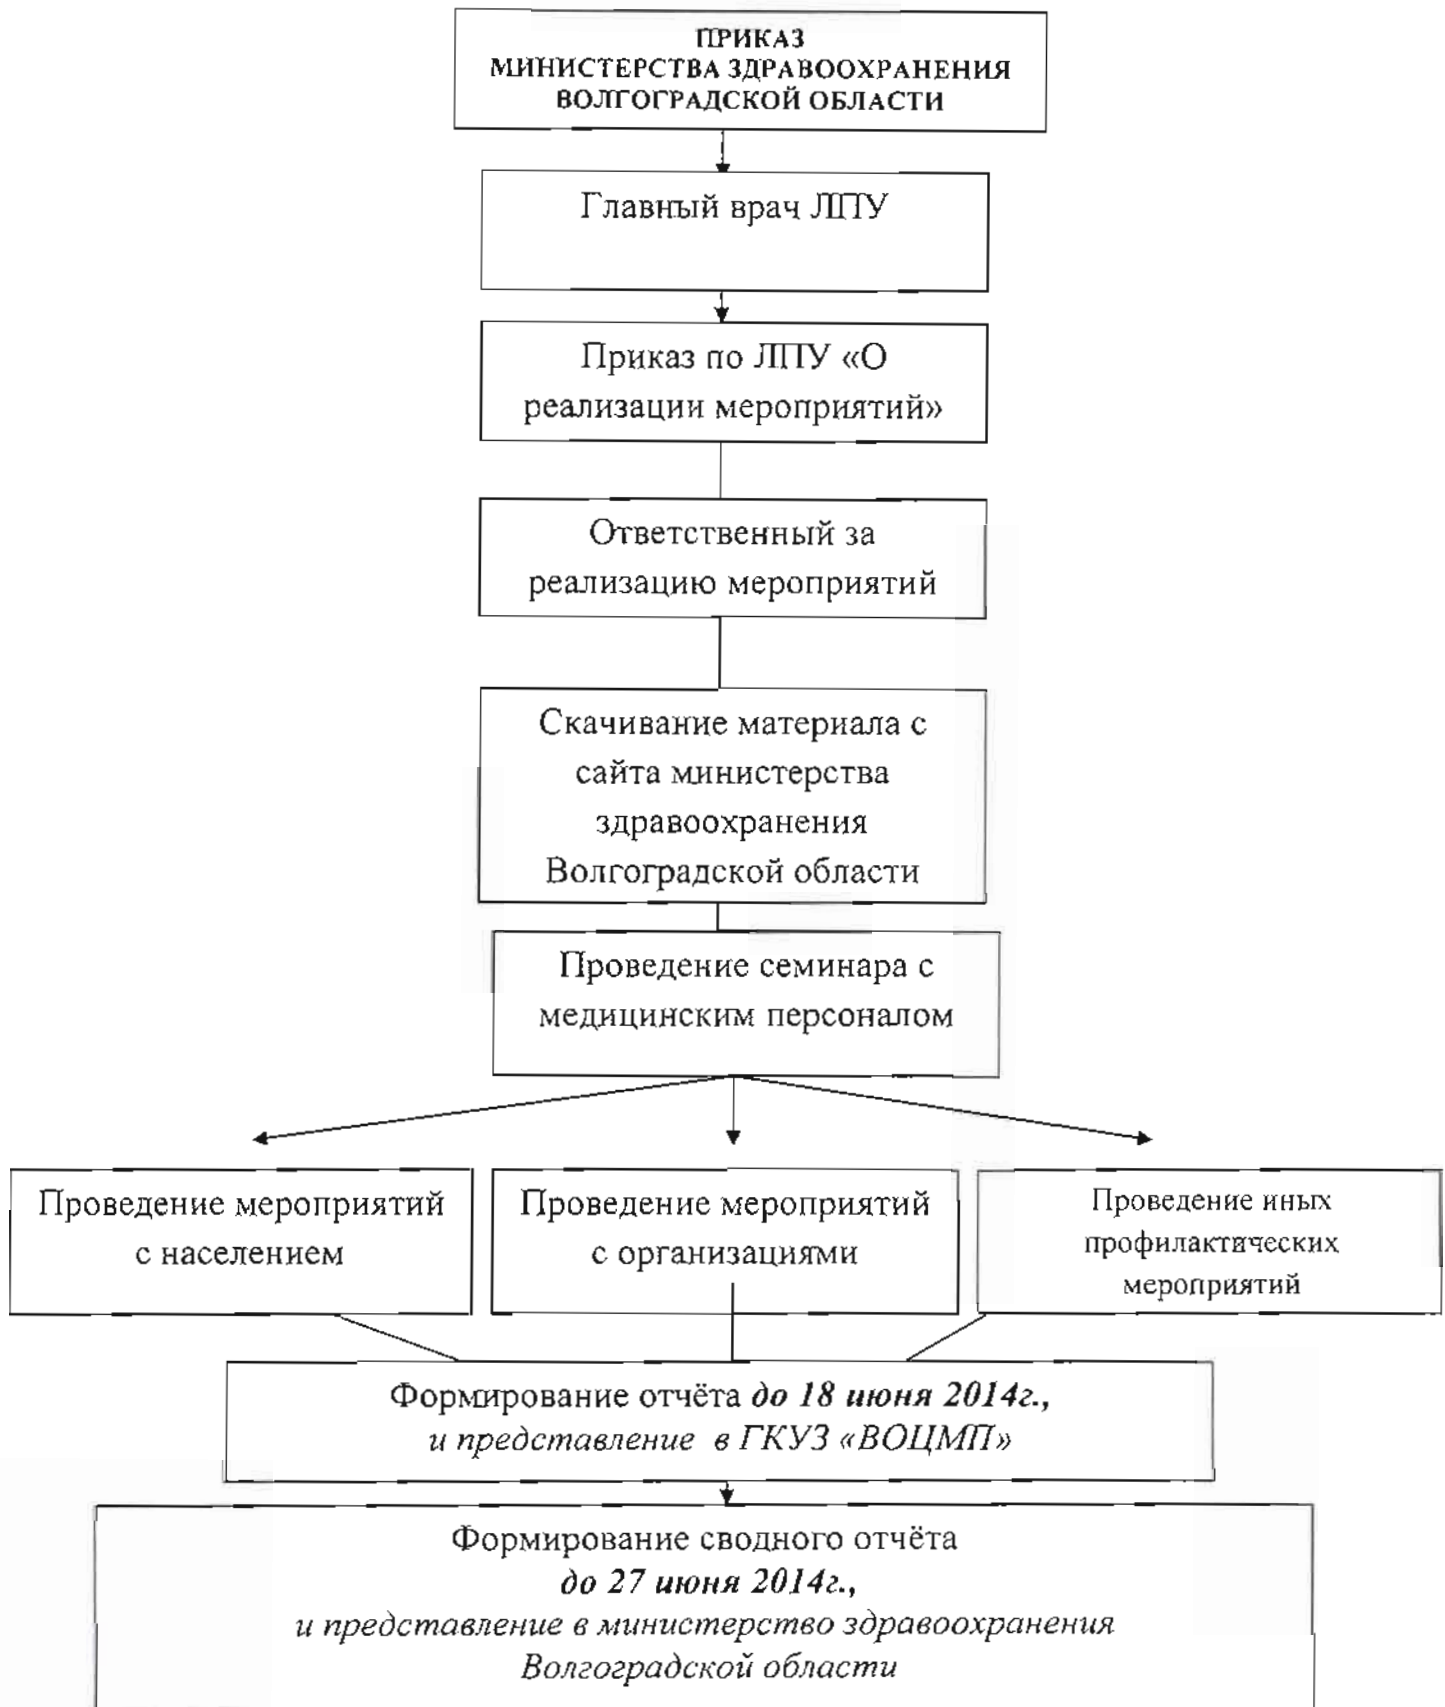 ПРИКАЗ
МИНИСТЕРСТВА ЗДРАВООХРАНЕНИЯ
ВОЛГОГРАДСКОЙ ОБЛАСТИ
Главный врач ЛПУ
Приказ по ЛПУ «О
реализации мероприятий»
Ответственный за
реализацию мероприятий
Скачивание материала с
сайта министерства
здравоохранения
Волгоградской области
Проведение семинара с
медицинским персоналом
Проведение мероприятий
с населением
Проведение мероприятий
с организациями
Проведение иных
профилактических
мероприятий
Формирование отчёта до 18 июня 2014г.,
и представление в ГКУЗ «ВОЦМП»
Формирование сводного отчёта
до 27 июня 2014г.,
и представление в министерство здравоохранения
Волгоградской области